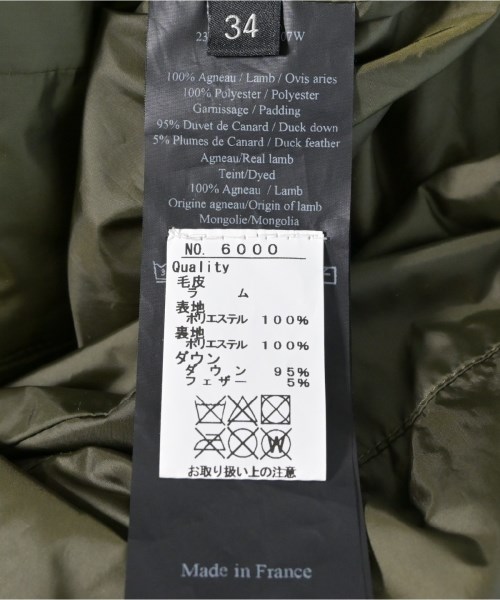 34
100% Agneau / Lamb / Ovis aries
100% Polyester / Polyester
Garnissage / Padding
95% Duvet de Canard / Duck down
5% Plumes de Canard / Duck feather
Agneau/Real lamb
Teint/Dyed
100% Agneau / Lamb
Origine agneau/Origin of lamb
Mongolie/Mongolia
NO. 6000
Quality
毛皮
ラム
表地
ポリエステル 100%
裏地
ポリエステル 100%
ダウン
ダウン 95%
フェザー 5%
W
お取り扱い上の注意
Made in France